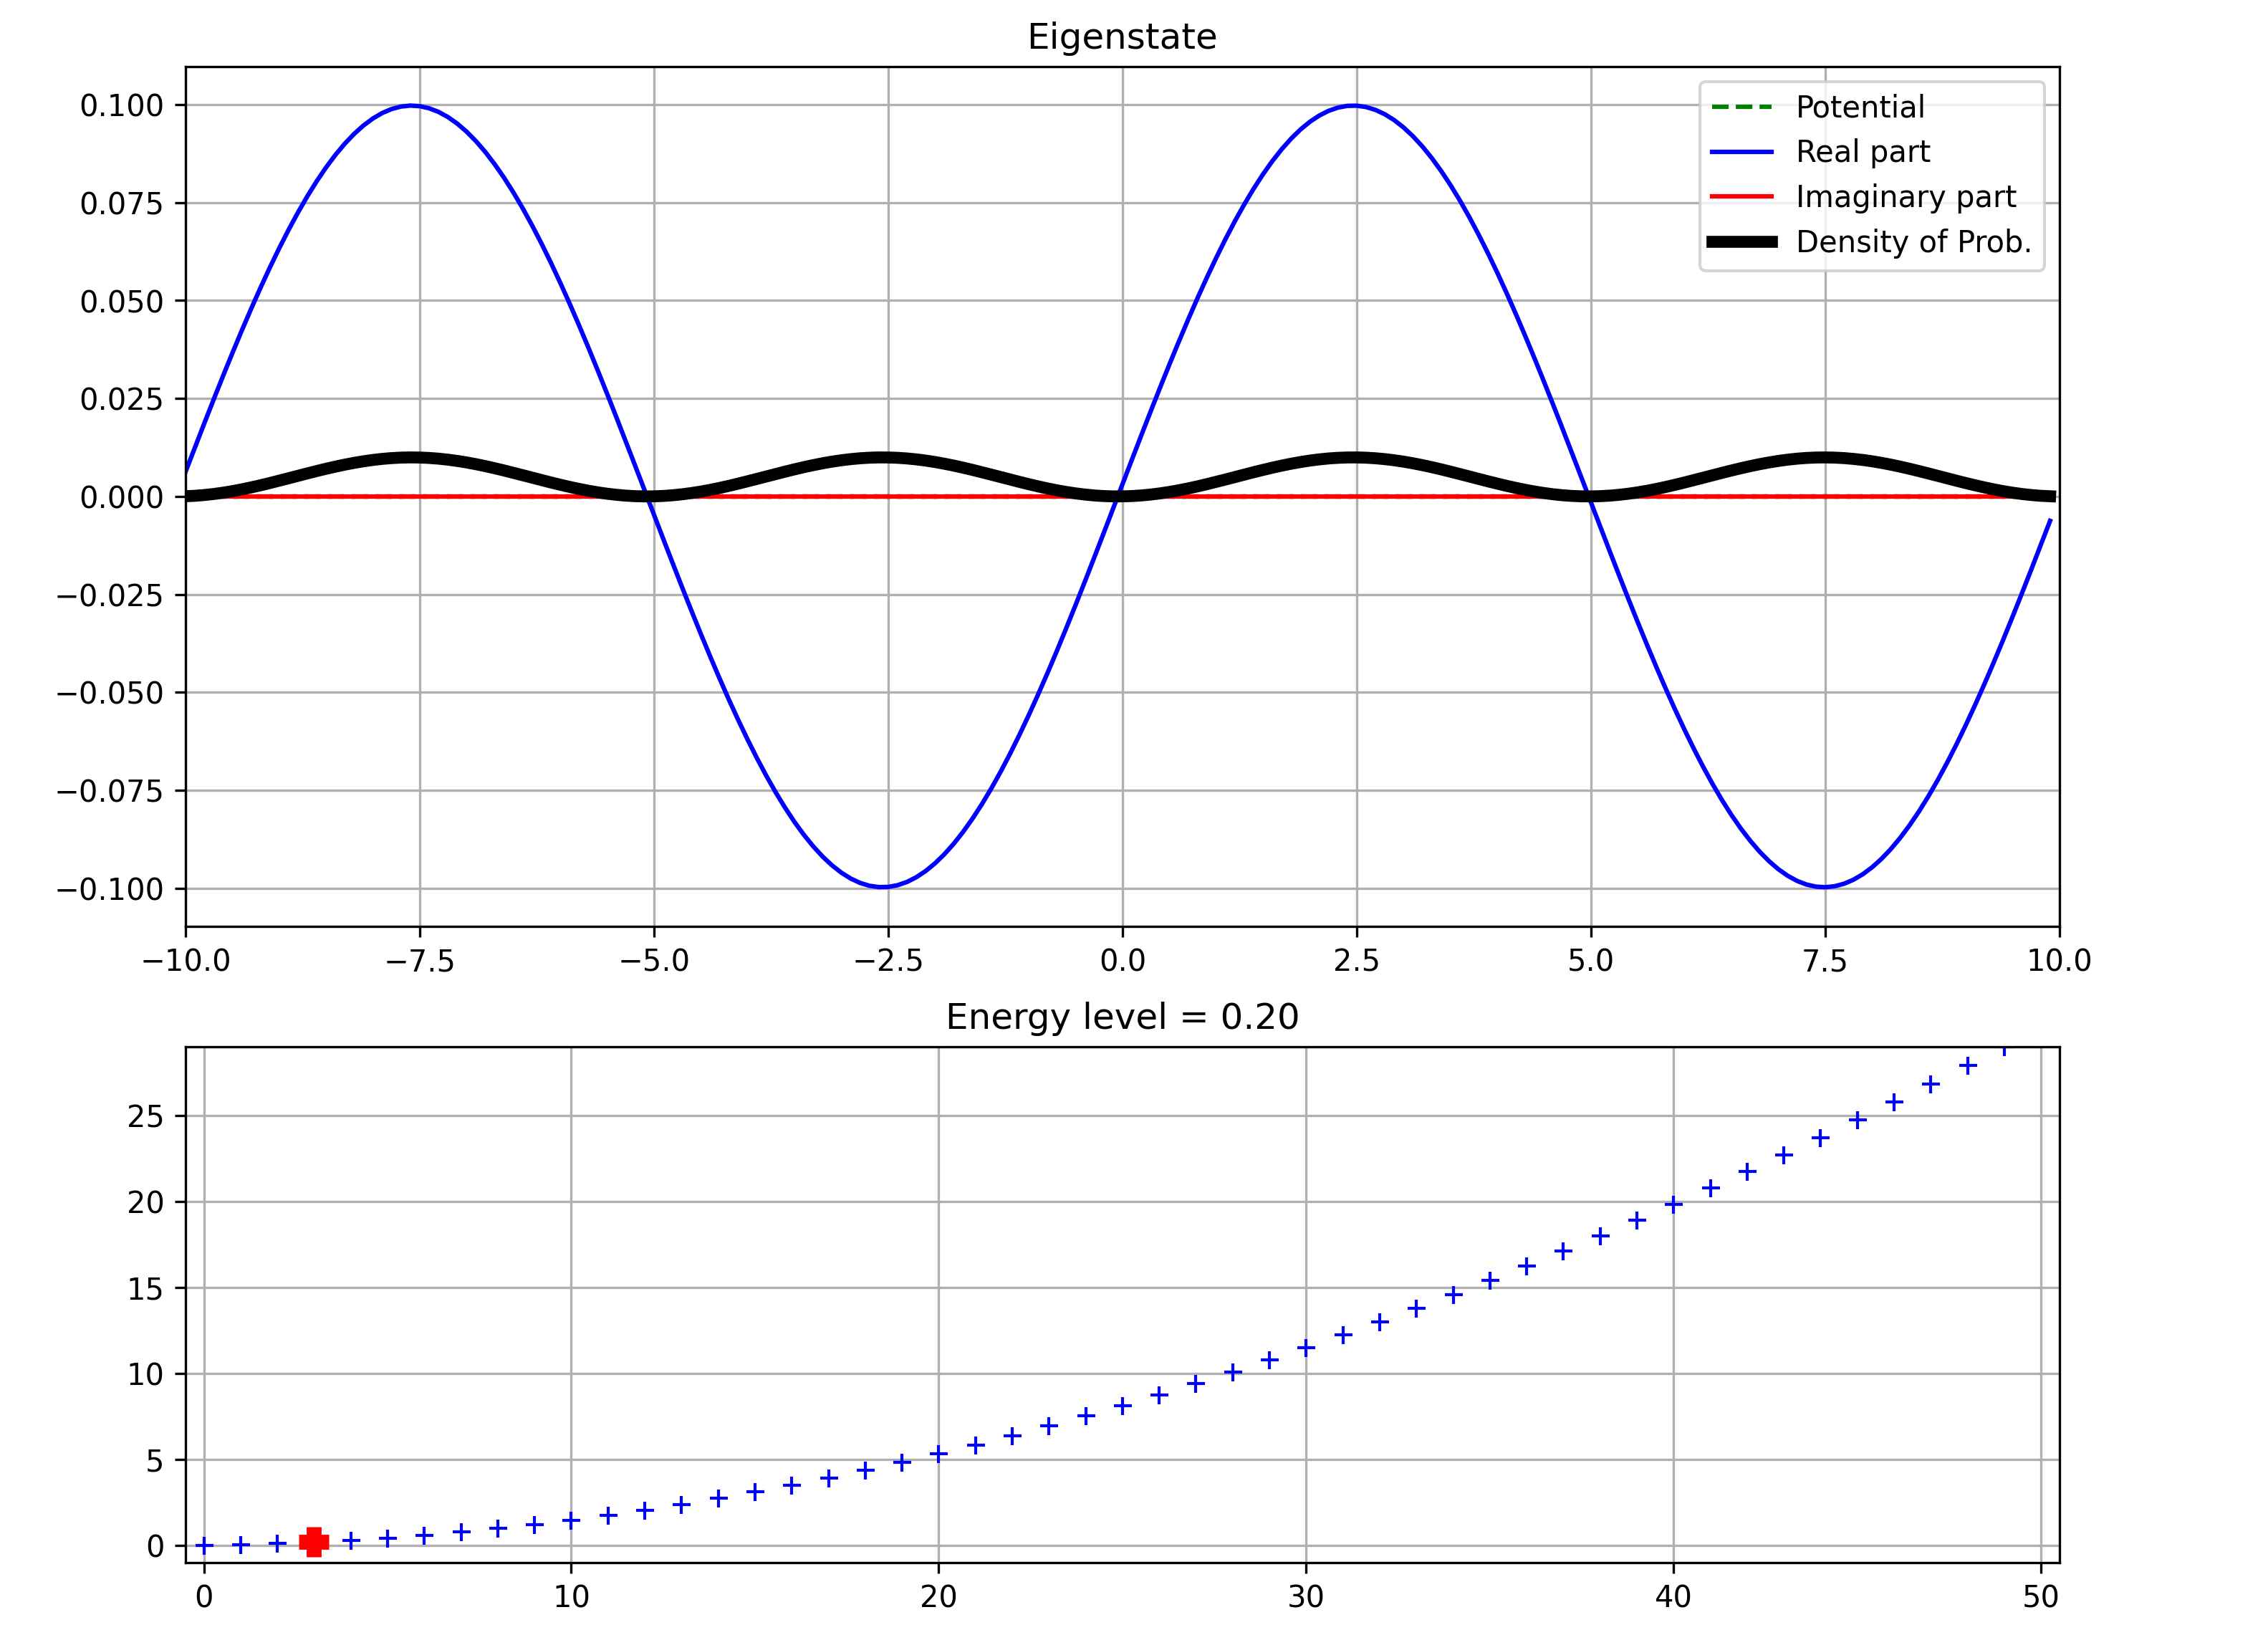 Eigenstate
0.100
0.075
0.050
0.025
0.000
−0.025
−0.050
−0.075
−0.100
Potential
Real part
Imaginary part
Density of Prob.
−10.0 −7.5 −5.0 −2.5 0.0 2.5 5.0 7.5 10.0
Energy level = 0.20
25
20
15
10
5
0
0 10 20 30 40 50